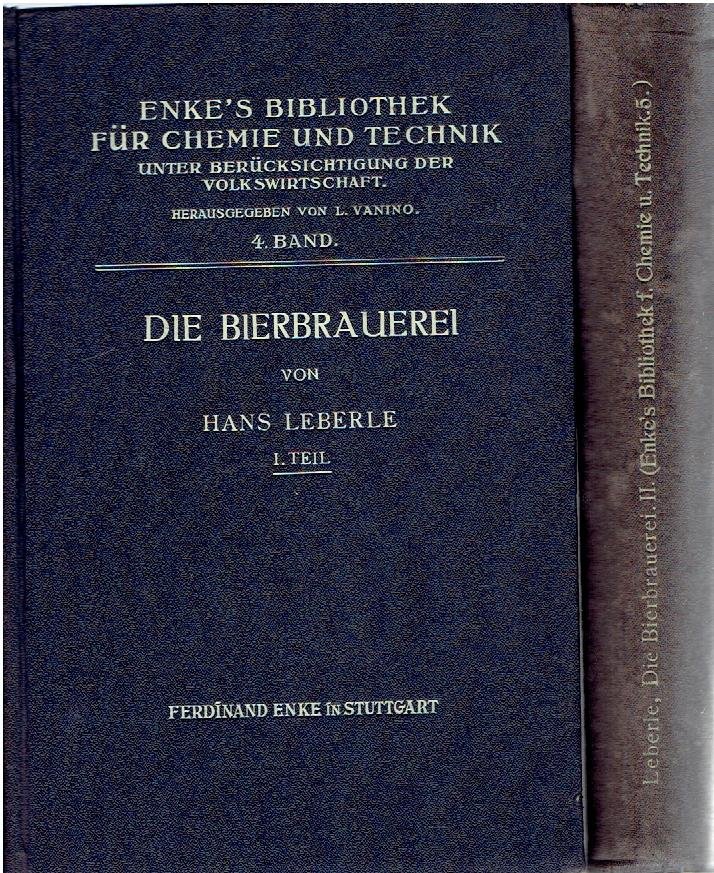 ENKE'S BIBLIOTHEK
FÜR CHEMIE UND TECHNIK
UNTER BERÜCKSICHTIGUNG DER
VOLKSWIRTSCHAFT.
HERAUSGEGEBEN VON L. VANINO.
4. BAND.
DIE BIERBRAUEREI
VON
HANS LEBERLE
I. TEIL
FERDINAND ENKE in STUTTGART
Leberle, Die Bierbrauerei. II. (Enke's Bibliothek f. Chemie u. Technik. 5.)